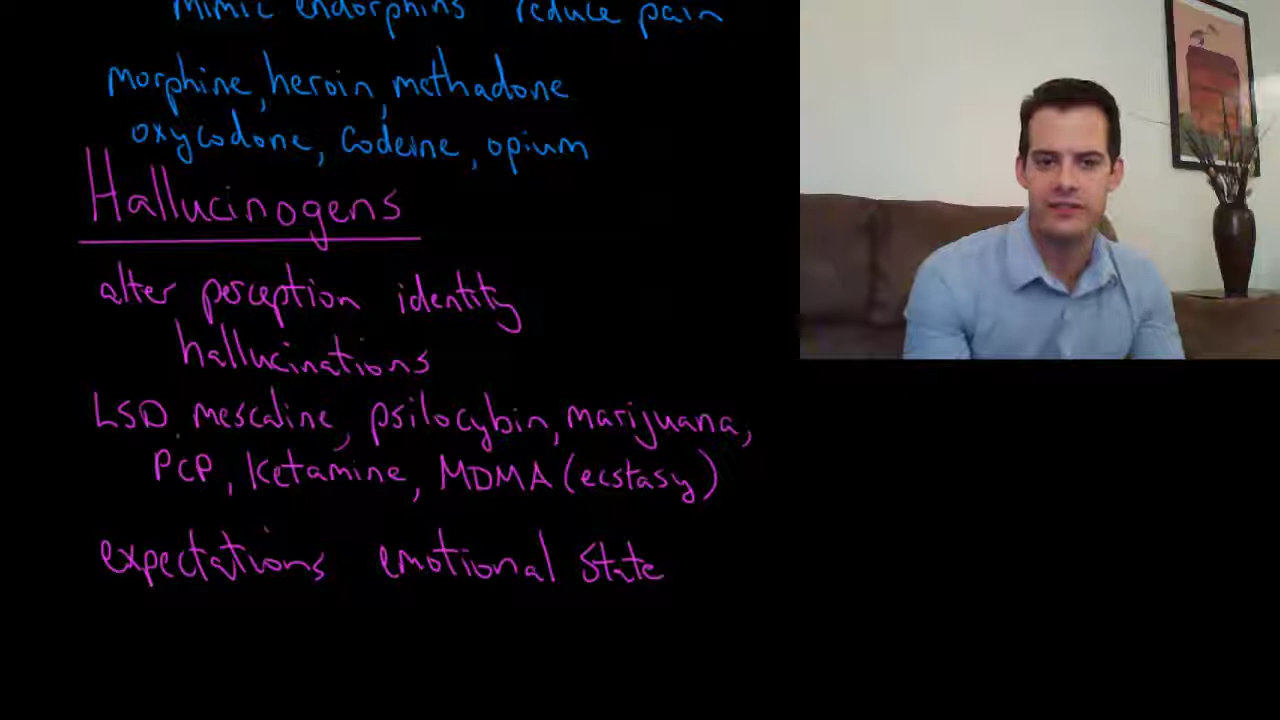 mimic endorphins reduce pain
morphine, heroin, methadone
oxycodone, codeine, opium
Hallucinogens
alter perception identity
hallucinations
LSD mescaline, psilocybin, marijuana,
PCP, Ketamine, MDMA (ecstasy)
expectations emotional state